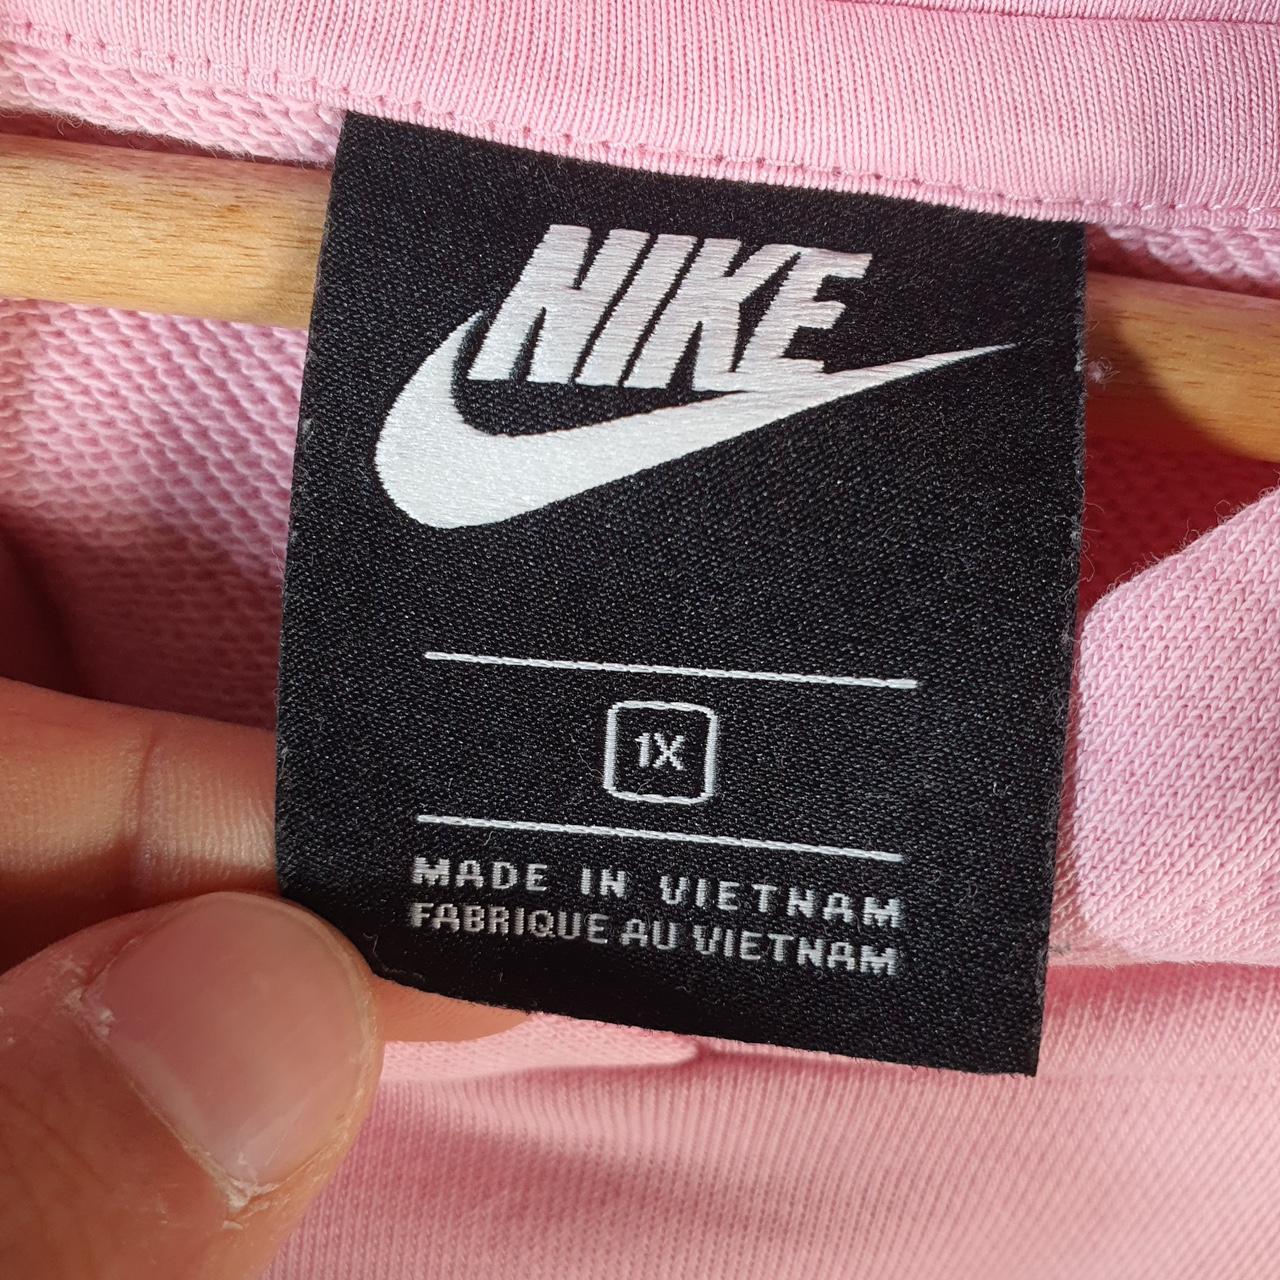 NIKE
1X
MADE IN VIETNAM
FABRIQUE AU VIETNAM